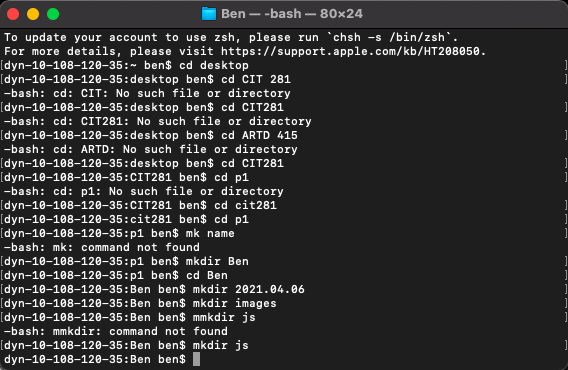 Ben — -bash — 80×24
To update your account to use zsh, please run `chsh -s /bin/zsh`.
For more details, please visit https://support.apple.com/kb/HT208050.
[dyn-10-108-120-35:~ ben$ cd desktop ]
[dyn-10-108-120-35:desktop ben$ cd CIT 281 ]
-bash: cd: CIT: No such file or directory
[dyn-10-108-120-35:desktop ben$ cd CIT281 ]
-bash: cd: CIT281: No such file or directory
[dyn-10-108-120-35:desktop ben$ cd ARTD 415 ]
-bash: cd: ARTD: No such file or directory
[dyn-10-108-120-35:desktop ben$ cd CIT281 ]
[dyn-10-108-120-35:CIT281 ben$ cd p1 ]
-bash: cd: p1: No such file or directory
[dyn-10-108-120-35:CIT281 ben$ cd cit281 ]
[dyn-10-108-120-35:cit281 ben$ cd p1 ]
[dyn-10-108-120-35:p1 ben$ mk name ]
-bash: mk: command not found
[dyn-10-108-120-35:p1 ben$ mkdir Ben ]
[dyn-10-108-120-35:p1 ben$ cd Ben ]
[dyn-10-108-120-35:Ben ben$ mkdir 2021.04.06 ]
[dyn-10-108-120-35:Ben ben$ mkdir images ]
[dyn-10-108-120-35:Ben ben$ mmkdir js ]
-bash: mmkdir: command not found
[dyn-10-108-120-35:Ben ben$ mkdir js ]
dyn-10-108-120-35:Ben ben$